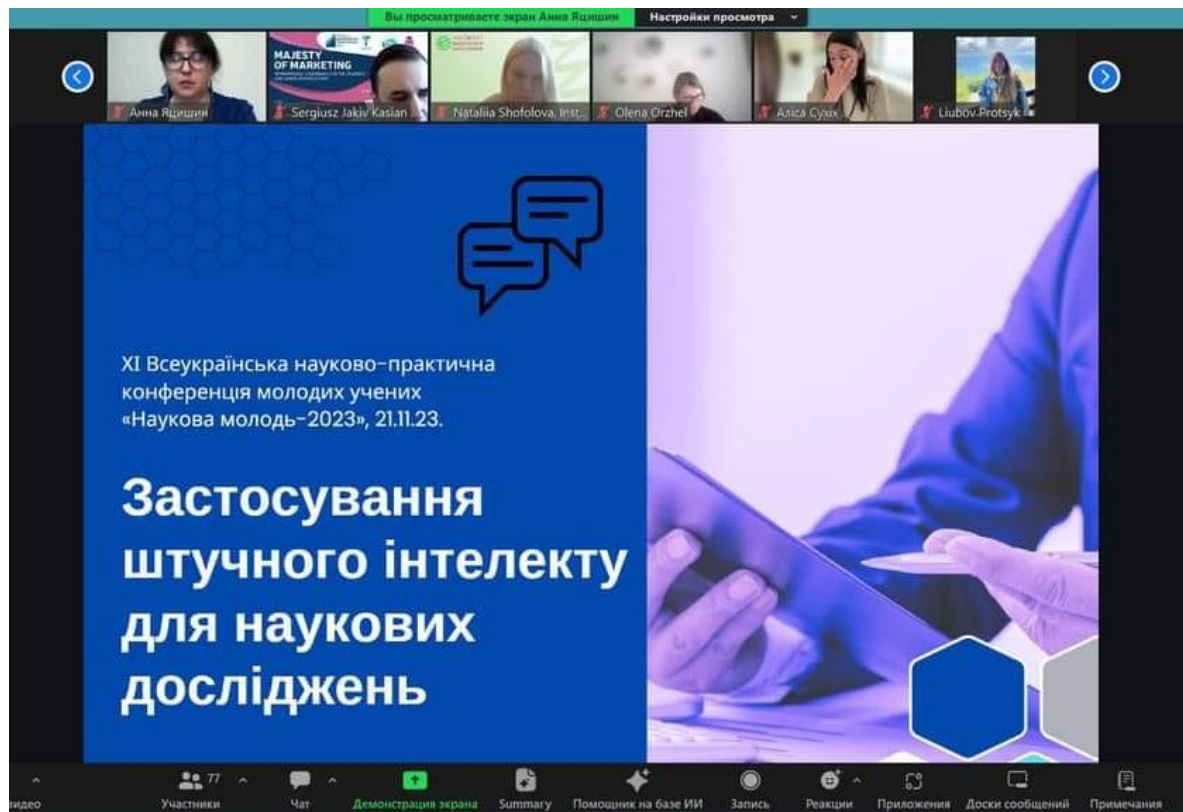 Вы просматриваете экран Анна Яцишин
Настройки просмотра
MAJESTY
OF MARKETING
Анна Яцишин
Sergiusz Jakiv Kasian
Nataliia Shofolova, Inst...
Olena Orzhel
Аліса Сухіх
Liubov Protsyk
XI Всеукраїнська науково-практична
конференція молодих учених
«Наукова молодь-2023», 21.11.23.
Застосування
штучного інтелекту
для наукових
досліджень
видео
77
Участники
Чат
Демонстрация экрана
Summary
Помощник на базе ИИ
Запись
Реакции
Приложения
Доски сообщений
Примечания